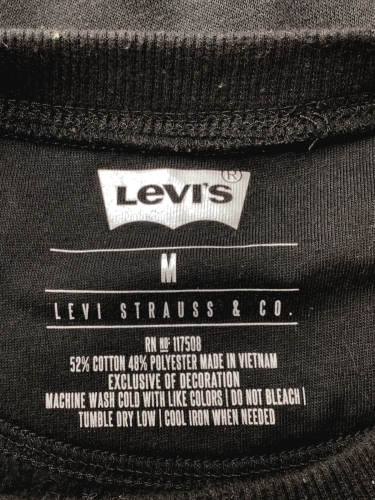 Levi's®
M
LEVI STRAUSS & CO.
RN Nº 117508
52% COTTON 48% POLYESTER MADE IN VIETNAM
EXCLUSIVE OF DECORATION
MACHINE WASH COLD WITH LIKE COLORS | DO NOT BLEACH |
TUMBLE DRY LOW | COOL IRON WHEN NEEDED